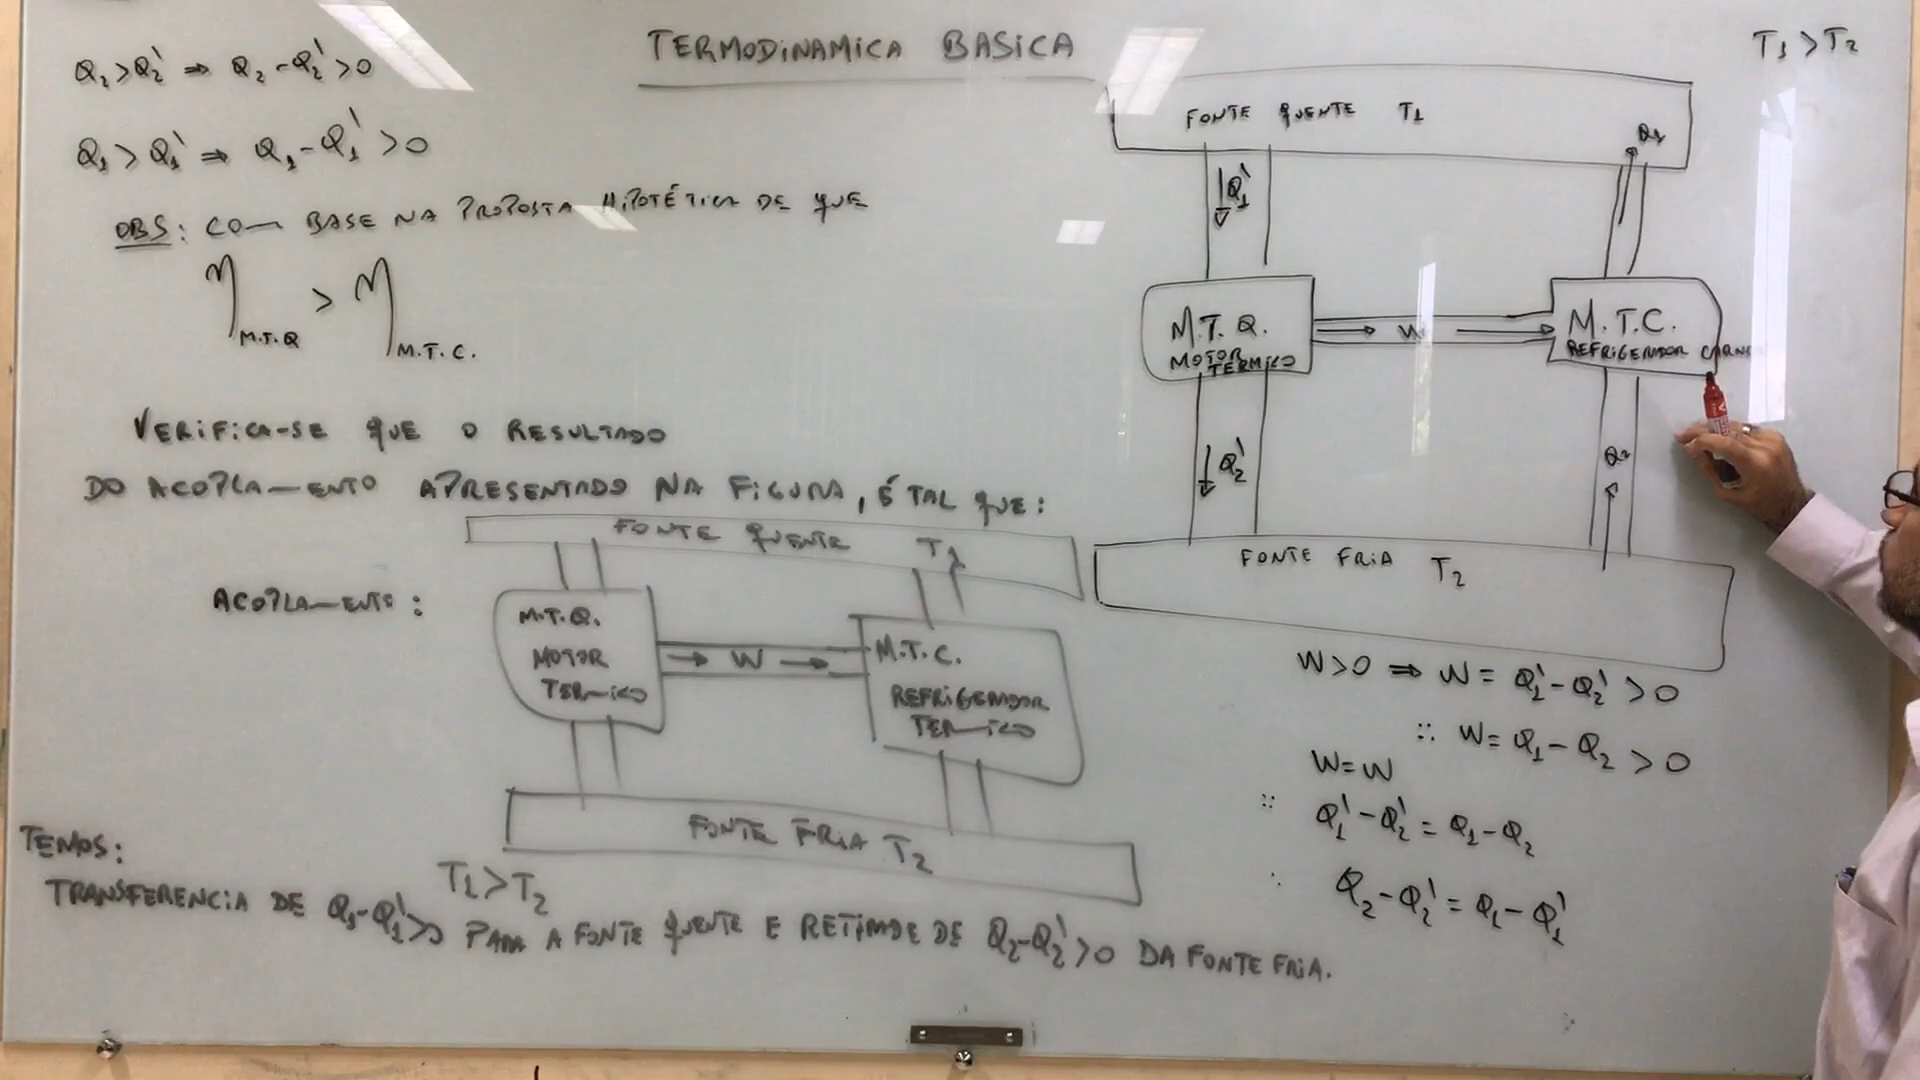 TERMODINAMICA BASICA
T1 > T2
Q2 > Q2' ⇒ Q2 - Q2' > 0
Q1 > Q1' ⇒ Q1 - Q1' > 0
OBS: COM BASE NA PROPOSTA HIPOTÉTICA DE QUE
η M.T.Q > η M.T.C.
VERIFICA-SE QUE O RESULTADO
DO ACOPLAMENTO APRESENTADO NA FIGURA, É TAL QUE:
ACOPLAMENTO:
FONTE QUENTE T1
M.T.Q.
MOTOR
TERMICO
→ W →
M.T.C.
REFRIGERADOR
TERMICO
FONTE FRIA T2
T1 > T2
TEMOS:
TRANSFERENCIA DE Q1-Q1'>0 PARA A FONTE QUENTE E RETIRADE DE Q2-Q2'>0 DA FONTE FRIA.
FONTE QUENTE T1
Q1'
Q1
M.T.Q.
MOTOR
TERMICO
→ W →
M.T.C.
REFRIGERADOR
Q2'
Q2
FONTE FRIA T2
W>0 ⇒ W = Q1'-Q2' > 0
∴ W = Q1 - Q2 > 0
W=W
∷ Q1' - Q2' = Q1 - Q2
∴ Q2 - Q2' = Q1 - Q1'